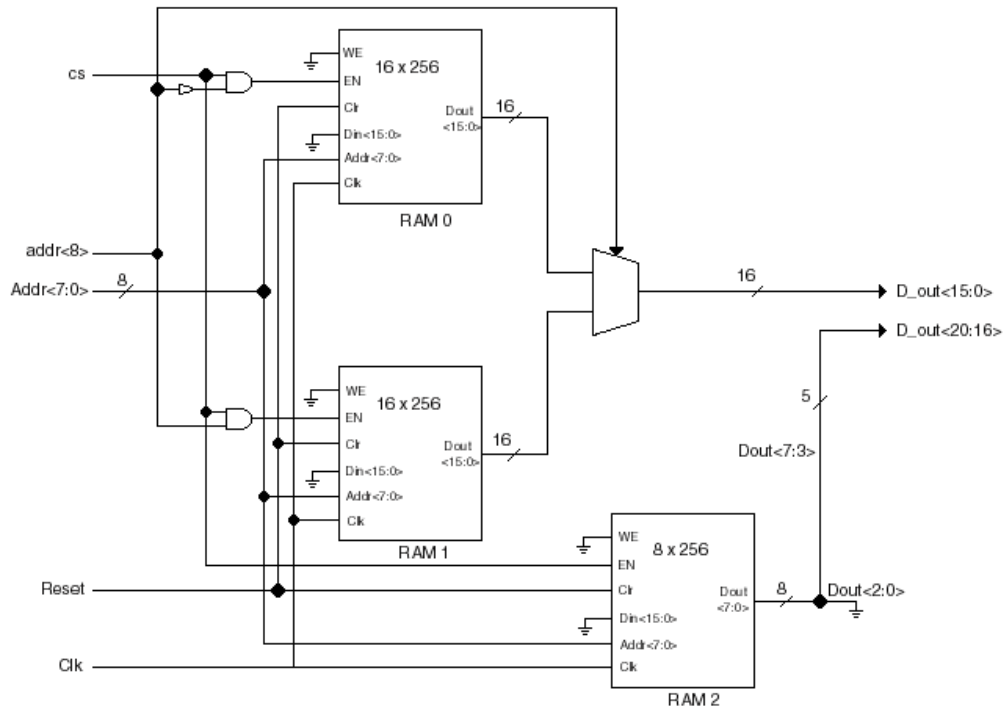 cs
addr<8>
Addr<7:0>
8
Reset
Clk
WE
EN
Clr
Din<15:0>
Addr<7:0>
Clk
16 x 256
Dout
<15:0>
RAM 0
16
WE
EN
Clr
Din<15:0>
Addr<7:0>
Clk
16 x 256
Dout
<15:0>
RAM 1
16
16
D_out<15:0>
D_out<20:16>
5
Dout<7:3>
WE
EN
Clr
Din<15:0>
Addr<7:0>
Clk
8 x 256
Dout
<7:0>
RAM 2
8
Dout<2:0>